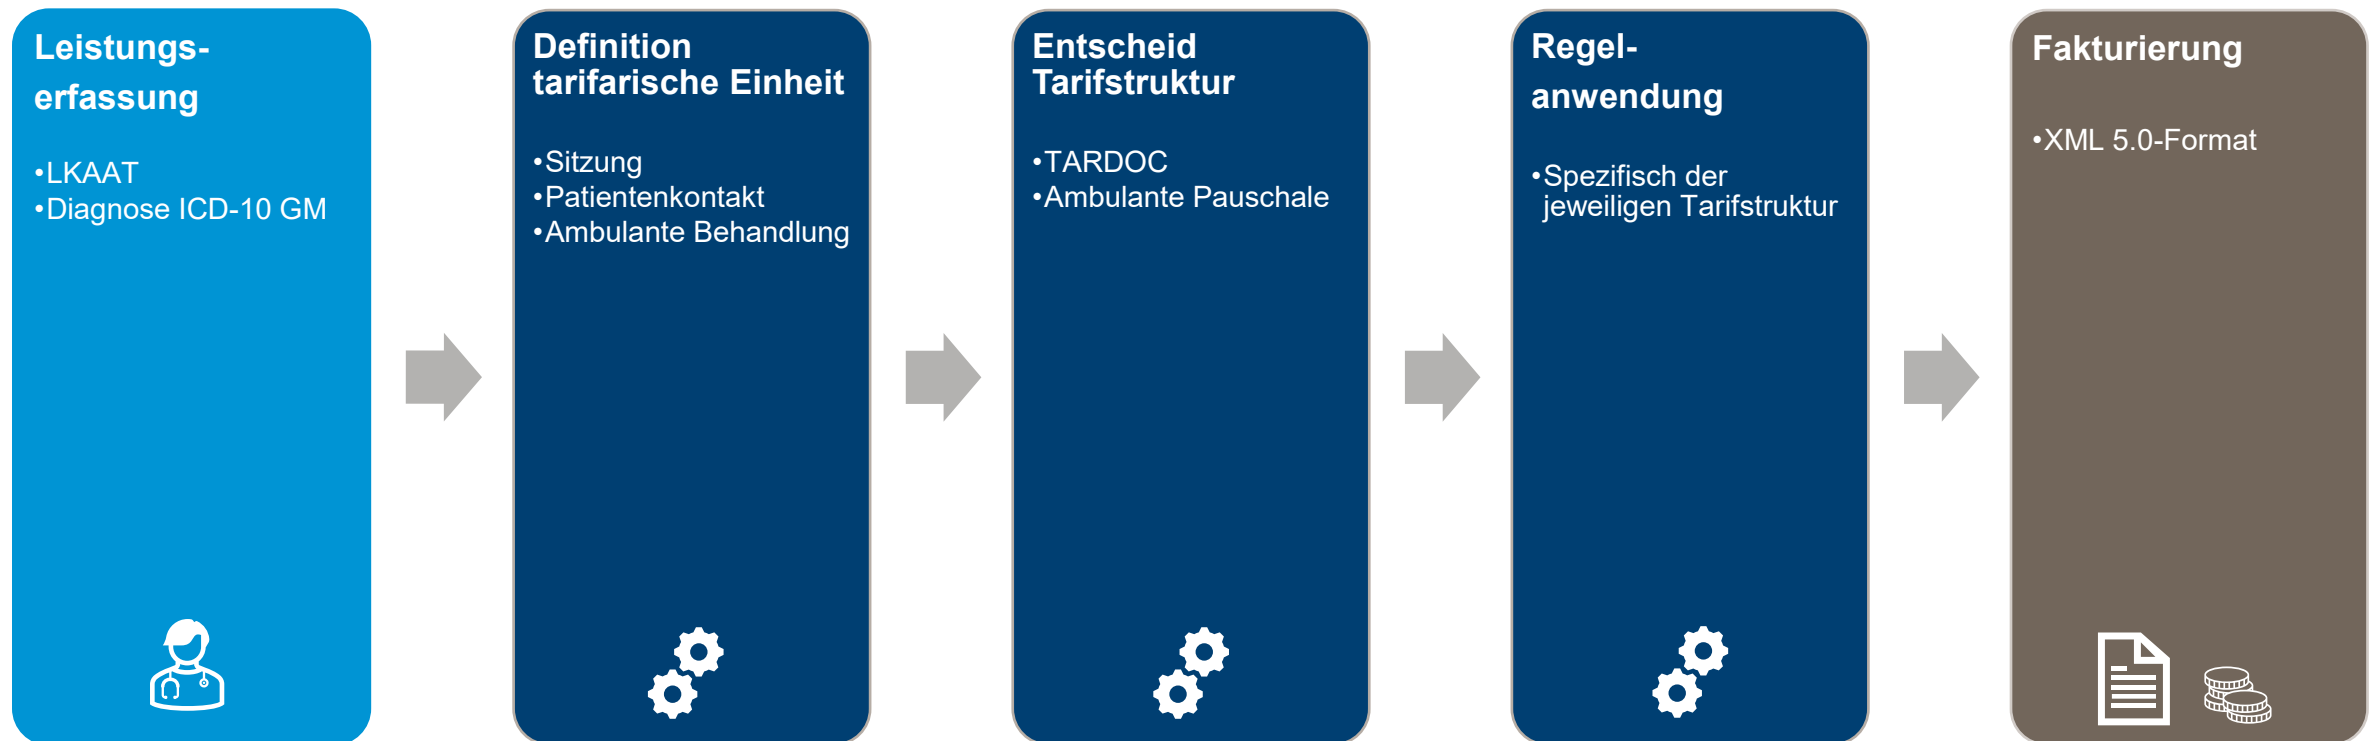 Leistungs-
erfassung
•LKAAT
•Diagnose ICD-10 GM
Definition
tarifarische Einheit
•Sitzung
•Patientenkontakt
•Ambulante Behandlung
Entscheid
Tarifstruktur
•TARDOC
•Ambulante Pauschale
Regel-
anwendung
•Spezifisch der
jeweiligen Tarifstruktur
Fakturierung
•XML 5.0-Format